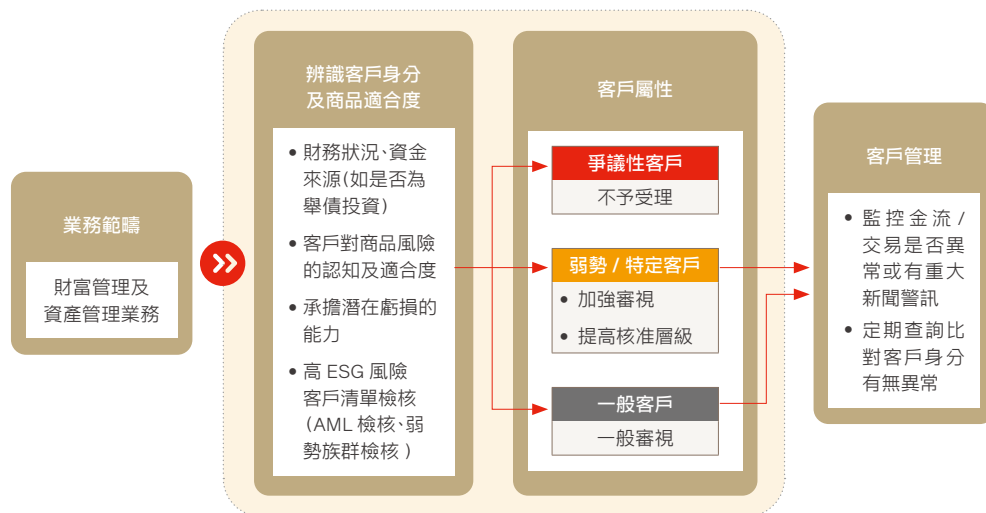 業務範疇
財富管理及
資產管理業務
辨識客戶身分
及商品適合度
• 財務狀況、資金
來源(如是否為
舉債投資)
• 客戶對商品風險
的認知及適合度
• 承擔潛在虧損的
能力
• 高 ESG 風險
客戶清單檢核
(AML 檢核、弱
勢族群檢核)
客戶屬性
爭議性客戶
不予受理
弱勢 / 特定客戶
• 加強審視
• 提高核准層級
一般客戶
一般審視
客戶管理
• 監控金流 /
交易是否異
常或有重大
新聞警訊
• 定期查詢比
對客戶身分
有無異常